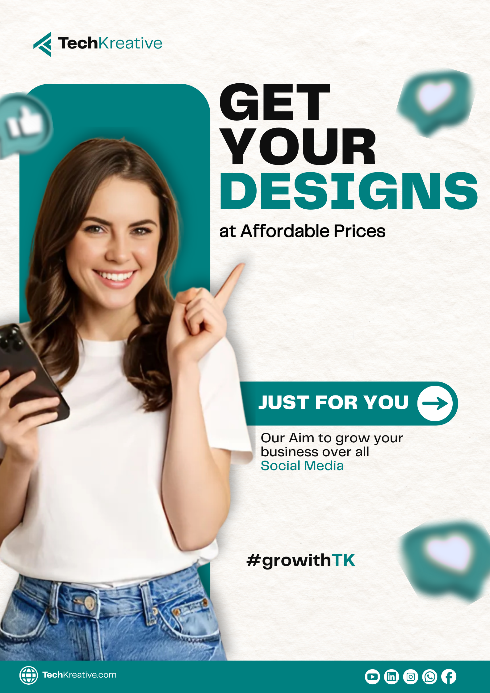 TechKreative
GET
YOUR
DESIGNS
at Affordable Prices
JUST FOR YOU
Our Aim to grow your
business over all
Social Media
#growithTK
TechKreative.com